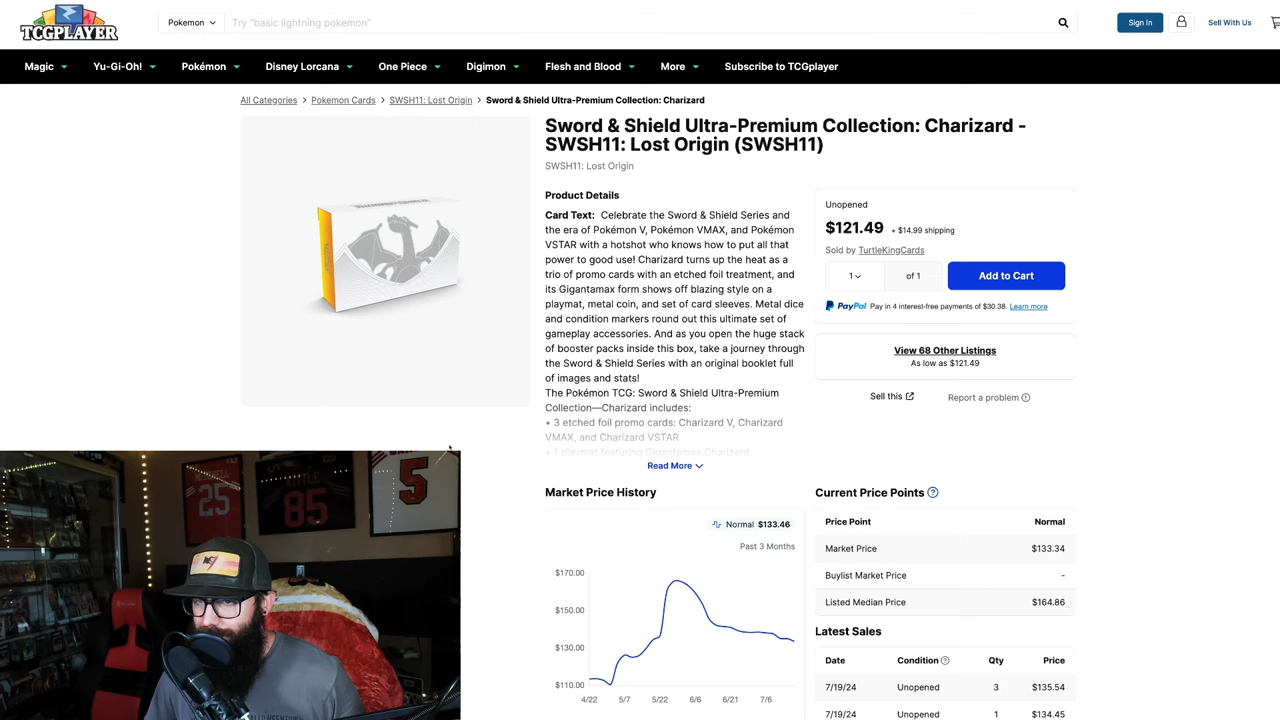 TCGPLAYER
Pokemon
Try "basic lightning pokemon"
Sign In
Sell With Us
Magic
Yu-Gi-Oh!
Pokémon
Disney Lorcana
One Piece
Digimon
Flesh and Blood
More
Subscribe to TCGplayer
All Categories > Pokemon Cards > SWSH11: Lost Origin > Sword & Shield Ultra-Premium Collection: Charizard
Sword & Shield Ultra-Premium Collection: Charizard -
SWSH11: Lost Origin (SWSH11)
SWSH11: Lost Origin
Product Details
Card Text: Celebrate the Sword & Shield Series and
the era of Pokémon V, Pokémon VMAX, and Pokémon
VSTAR with a hotshot who knows how to put all that
power to good use! Charizard turns up the heat as a
trio of promo cards with an etched foil treatment, and
its Gigantamax form shows off blazing style on a
playmat, metal coin, and set of card sleeves. Metal dice
and condition markers round out this ultimate set of
gameplay accessories. And as you open the huge stack
of booster packs inside this box, take a journey through
the Sword & Shield Series with an original booklet full
of images and stats!
The Pokémon TCG: Sword & Shield Ultra-Premium
Collection—Charizard includes:
• 3 etched foil promo cards: Charizard V, Charizard
VMAX, and Charizard VSTAR
• 1 playmat featuring Gigantamax Charizard
Read More
Unopened
$121.49 + $14.99 shipping
Sold by TurtleKingCards
1
of 1
Add to Cart
PayPal Pay in 4 interest-free payments of $30.38. Learn more
View 68 Other Listings
As low as $121.49
Sell this
Report a problem
Market Price History
Normal $133.46
Past 3 Months
$170.00
$150.00
$130.00
$110.00
4/22 5/7 5/22 6/6 6/21 7/6
Current Price Points
Price Point Normal
Market Price $133.34
Buylist Market Price -
Listed Median Price $164.86
Latest Sales
Date Condition Qty Price
7/19/24 Unopened 3 $135.54
7/19/24 Unopened 1 $134.45
25
85
5